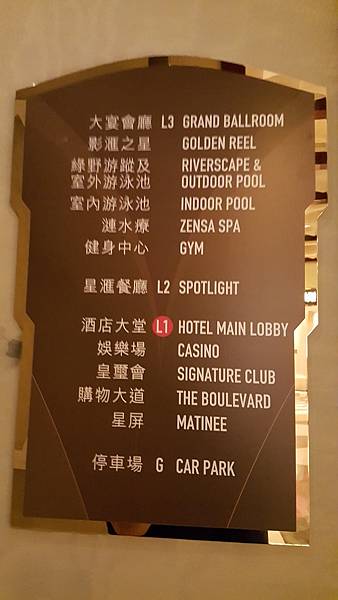 大宴會廳 L3 GRAND BALLROOM
影滙之星 GOLDEN REEL
綠野游蹤及 RIVERSCAPE &
室外游泳池 OUTDOOR POOL
室內游泳池 INDOOR POOL
漣水療 ZENSA SPA
健身中心 GYM
星滙餐廳 L2 SPOTLIGHT
酒店大堂 L1 HOTEL MAIN LOBBY
娛樂場 CASINO
皇璽會 SIGNATURE CLUB
購物大道 THE BOULEVARD
星屏 MATINEE
停車場 G CAR PARK